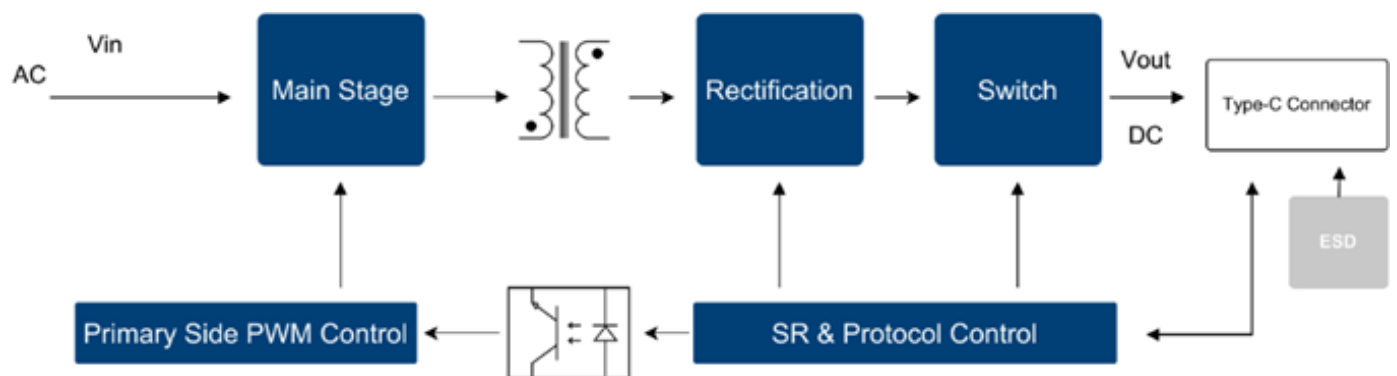 Vin
AC
Main Stage
Rectification
Switch
Vout
DC
Type-C Connector
ESD
Primary Side PWM Control
SR & Protocol Control